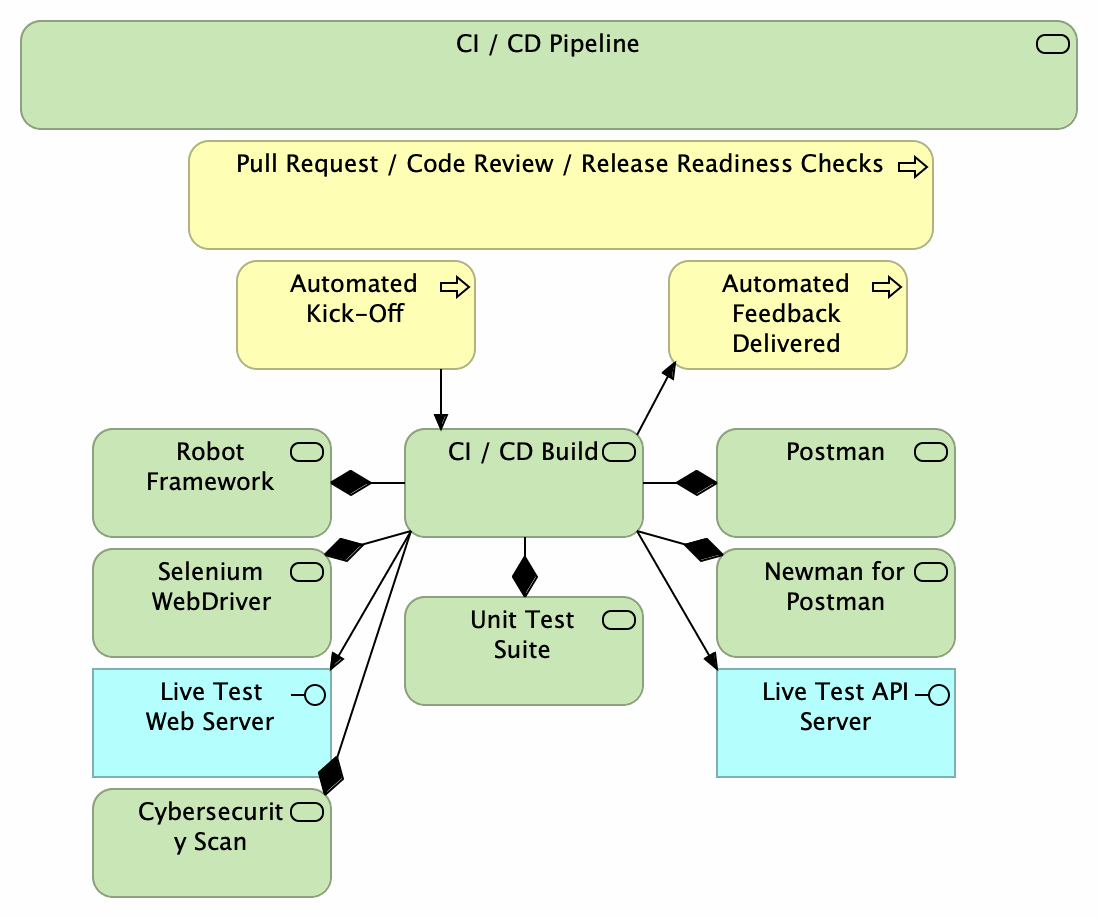 CI / CD Pipeline
Pull Request / Code Review / Release Readiness Checks
Automated
Kick-Off
Automated
Feedback
Delivered
Robot
Framework
CI / CD Build
Postman
Selenium
WebDriver
Unit Test
Suite
Newman for
Postman
Live Test
Web Server
Live Test API
Server
Cybersecurit
y Scan